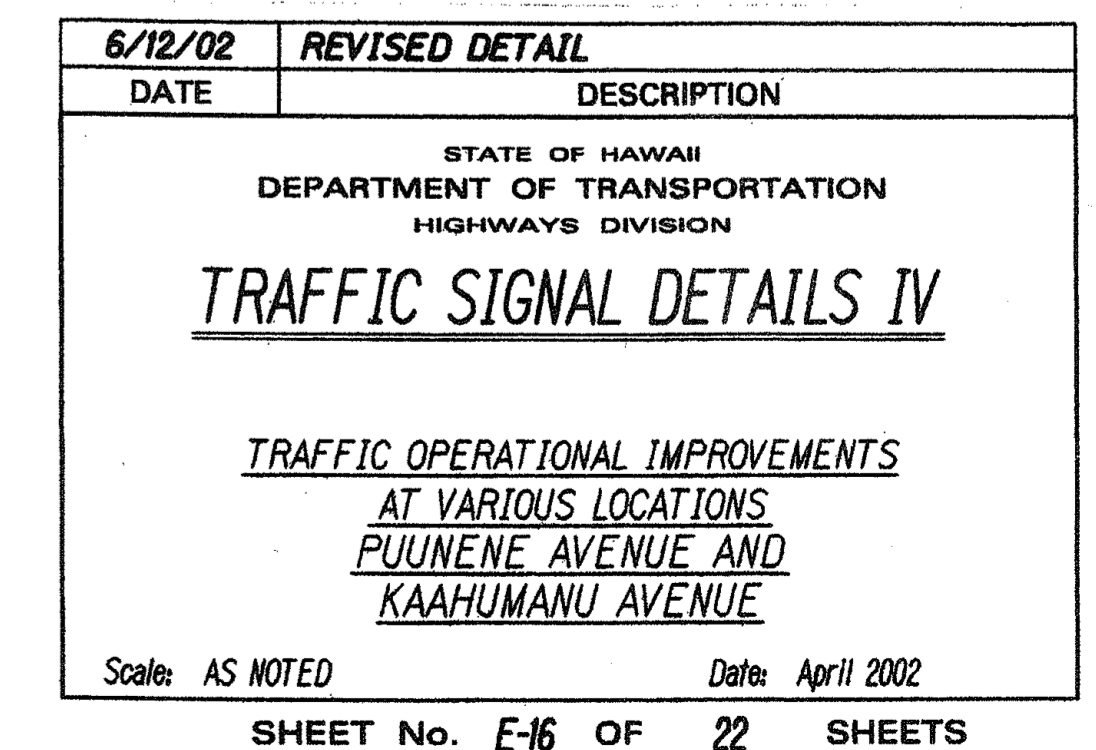 6/12/02 REVISED DETAIL
DATE DESCRIPTION
STATE OF HAWAII
DEPARTMENT OF TRANSPORTATION
HIGHWAYS DIVISION
TRAFFIC SIGNAL DETAILS IV
TRAFFIC OPERATIONAL IMPROVEMENTS
AT VARIOUS LOCATIONS
PUUNENE AVENUE AND
KAAHUMANU AVENUE
Scale: AS NOTED Date: April 2002
SHEET No. E-16 OF 22 SHEETS